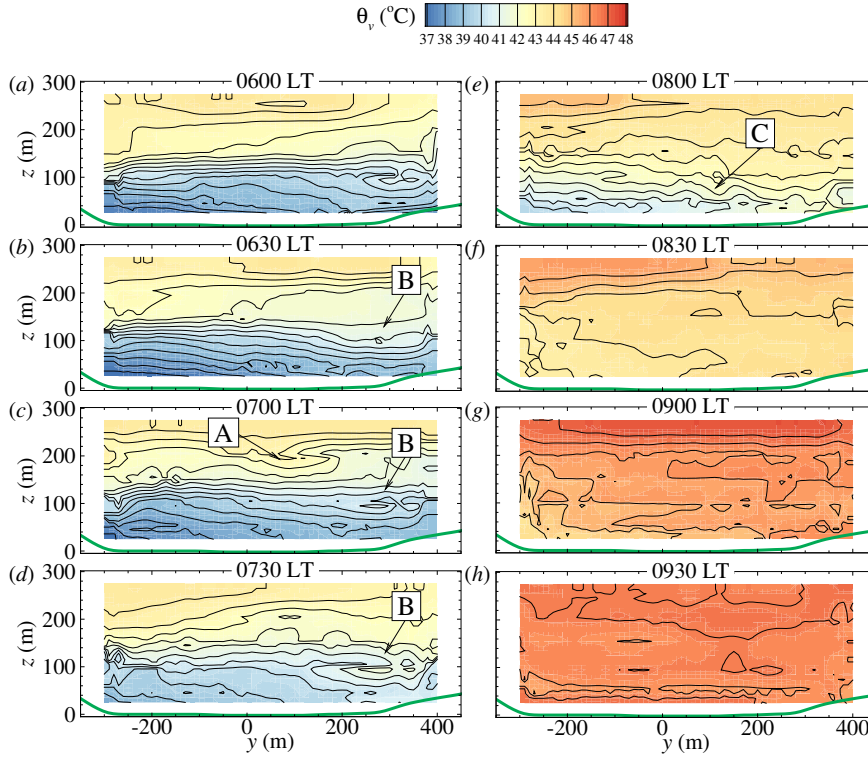 θv (°C)
37 38 39 40 41 42 43 44 45 46 47 48
(a) 0600 LT
300
200
100
0
z (m)
(b) 0630 LT
300
200
100
0
z (m)
B
(c) 0700 LT
300
200
100
0
z (m)
A
B
(d) 0730 LT
300
200
100
0
z (m)
B
-200 0 200 400
y (m)
(e) 0800 LT
C
(f) 0830 LT
(g) 0900 LT
(h) 0930 LT
-200 0 200 400
y (m)